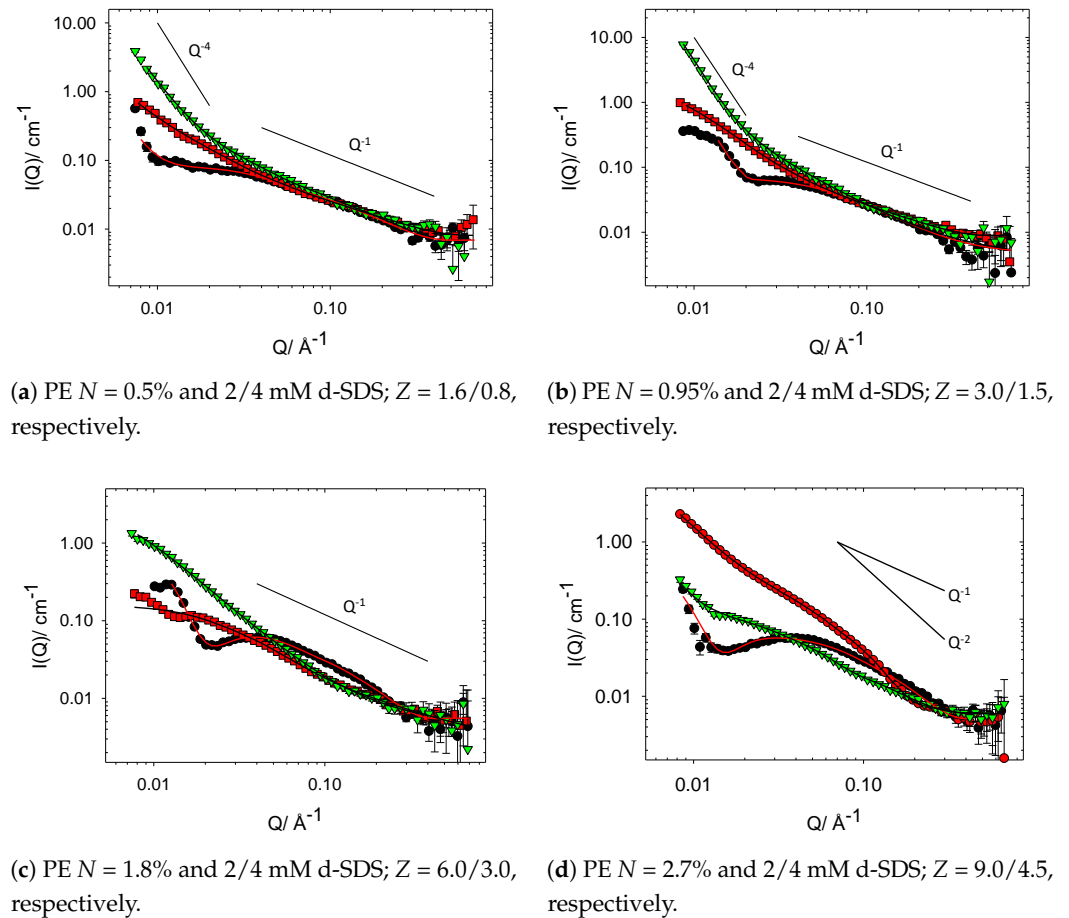 10.00
1.00
0.10
0.01
I(Q)/ cm-1
Q-4
Q-1
0.01 0.10
Q/ Å-1
10.00
1.00
0.10
0.01
I(Q)/ cm-1
Q-4
Q-1
0.01 0.10
Q/ Å-1
(a) PE N = 0.5% and 2/4 mM d-SDS; Z = 1.6/0.8,
respectively.
(b) PE N = 0.95% and 2/4 mM d-SDS; Z = 3.0/1.5,
respectively.
1.00
0.10
0.01
I(Q)/ cm-1
Q-1
0.01 0.10
Q/ Å-1
1.00
0.10
0.01
I(Q)/ cm-1
Q-1
Q-2
0.01 0.10
Q/ Å-1
(c) PE N = 1.8% and 2/4 mM d-SDS; Z = 6.0/3.0,
respectively.
(d) PE N = 2.7% and 2/4 mM d-SDS; Z = 9.0/4.5,
respectively.